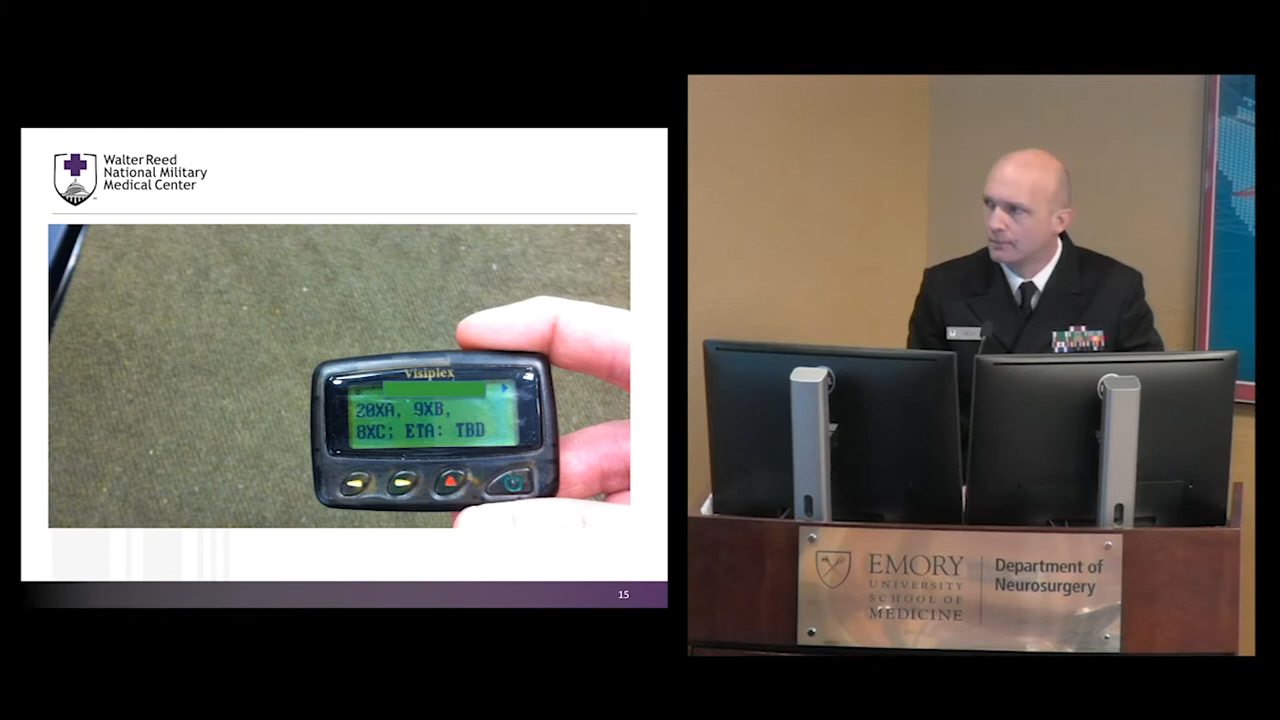 Walter Reed
National Military
Medical Center
Visiplex
20XA, 9XB,
8XC; ETA: TBD
15
EMORY
UNIVERSITY
SCHOOL OF
MEDICINE
Department of
Neurosurgery